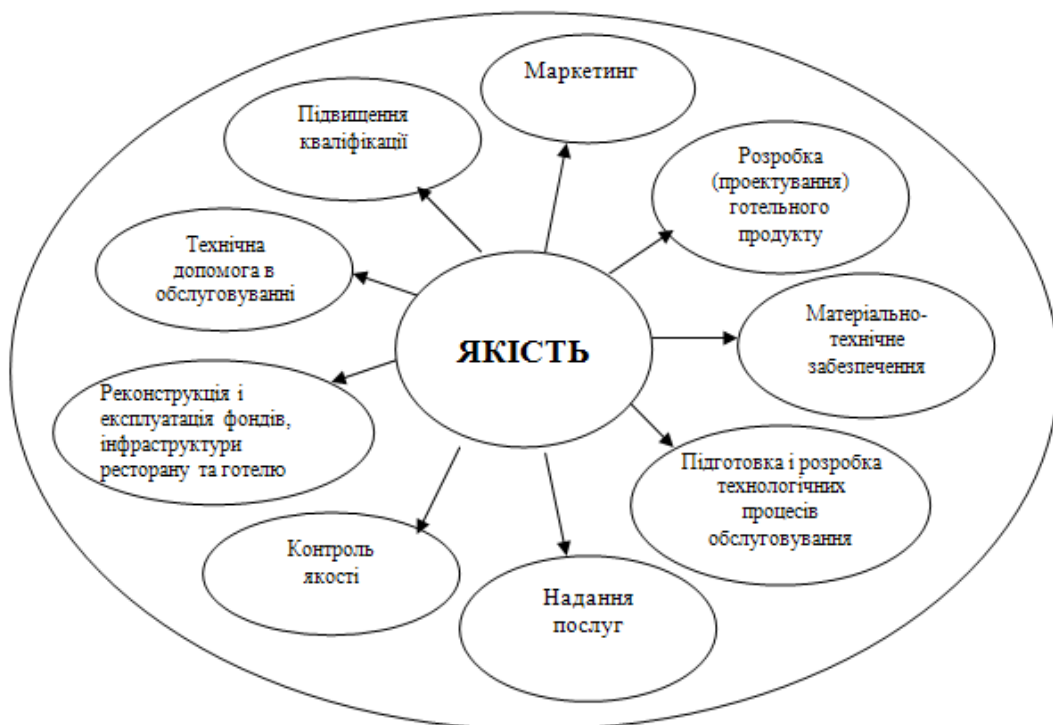 Маркетинг
Підвищення
кваліфікації
Розробка
(проектування)
готельного
продукту
Технічна
допомога в
обслуговуванні
Матеріально-
технічне
забезпечення
ЯКІСТЬ
Реконструкція і
експлуатація фондів,
інфраструктури
ресторану та готелю
Підготовка і розробка
технологічних
процесів
обслуговування
Контроль
якості
Надання
послуг